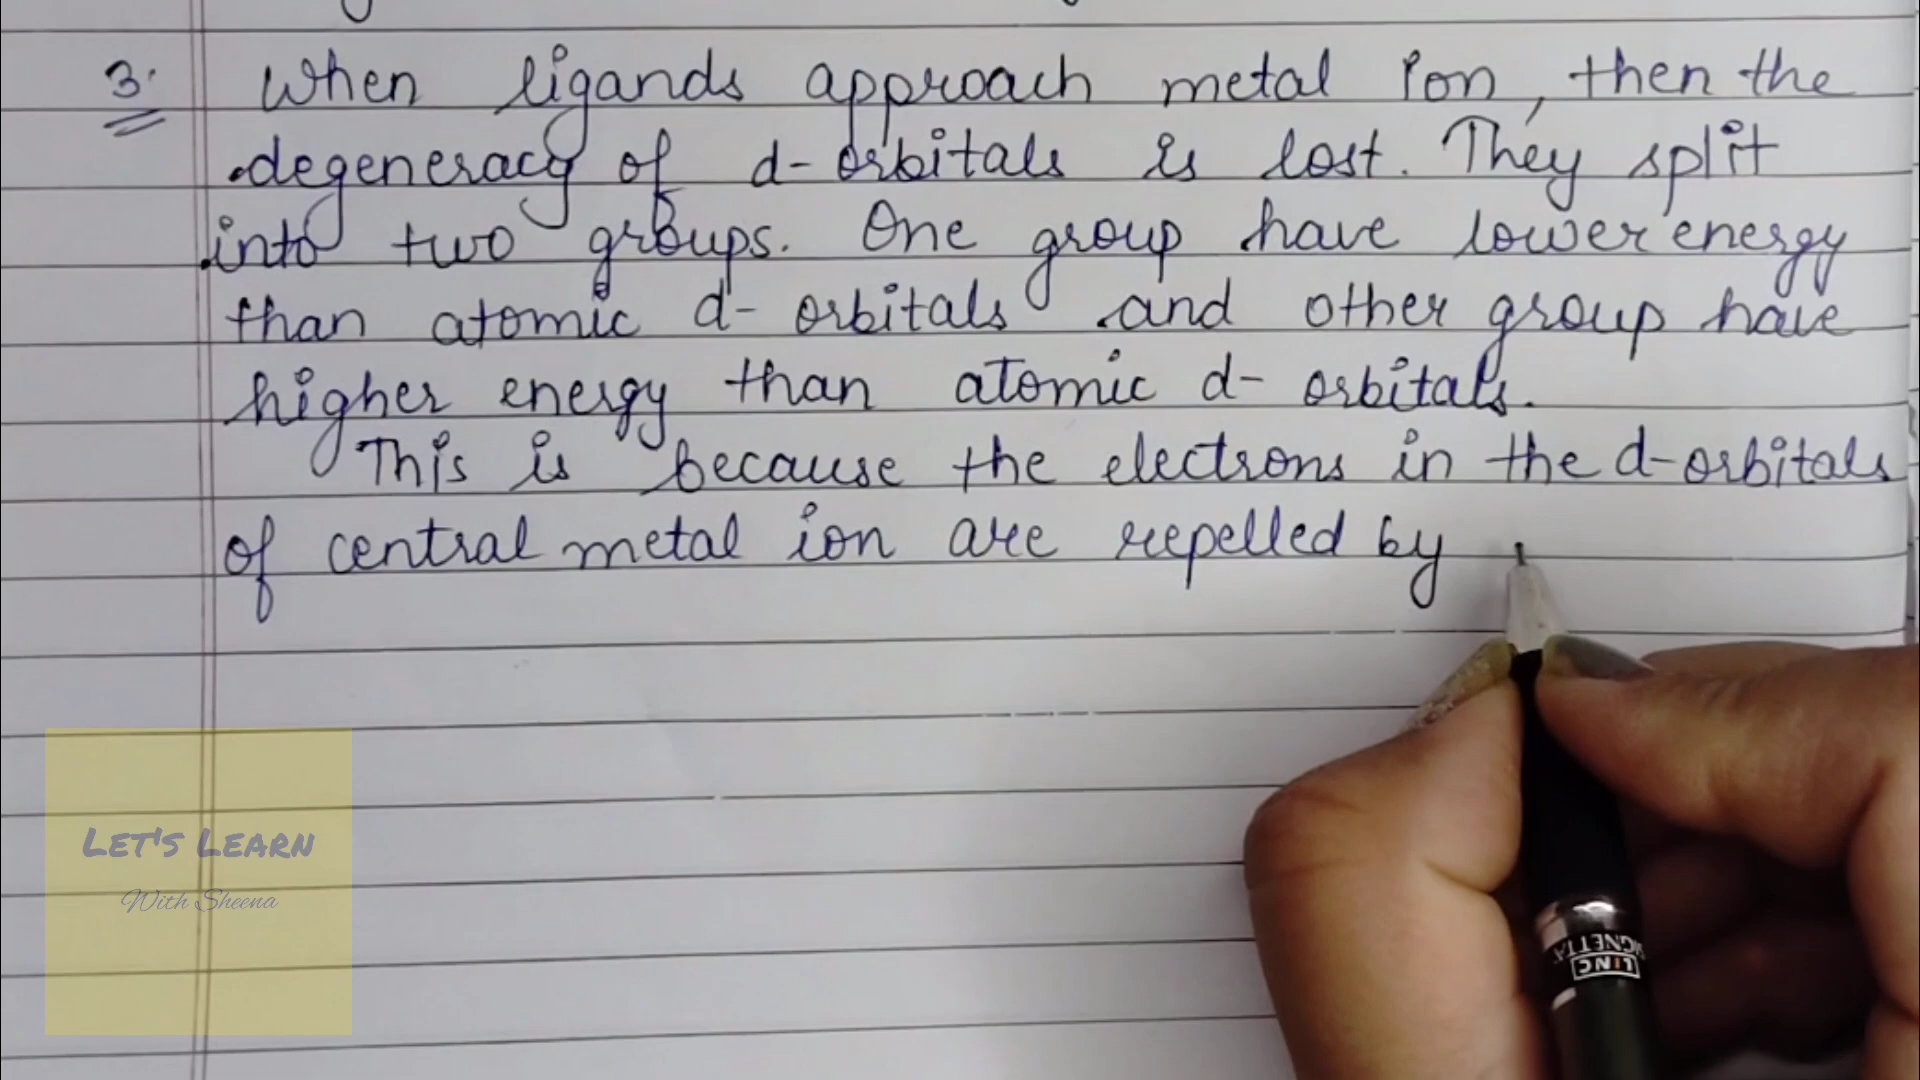 3. When ligands approach metal ion, then the
degeneracy of d-orbitals is lost. They split
into two groups. One group have lower energy
than atomic d-orbitals and other group have
higher energy than atomic d-orbitals.
This is because the electrons in the d-orbitals
of central metal ion are repelled by
LET'S LEARN
With Sheena
SIGNETTA
LINC